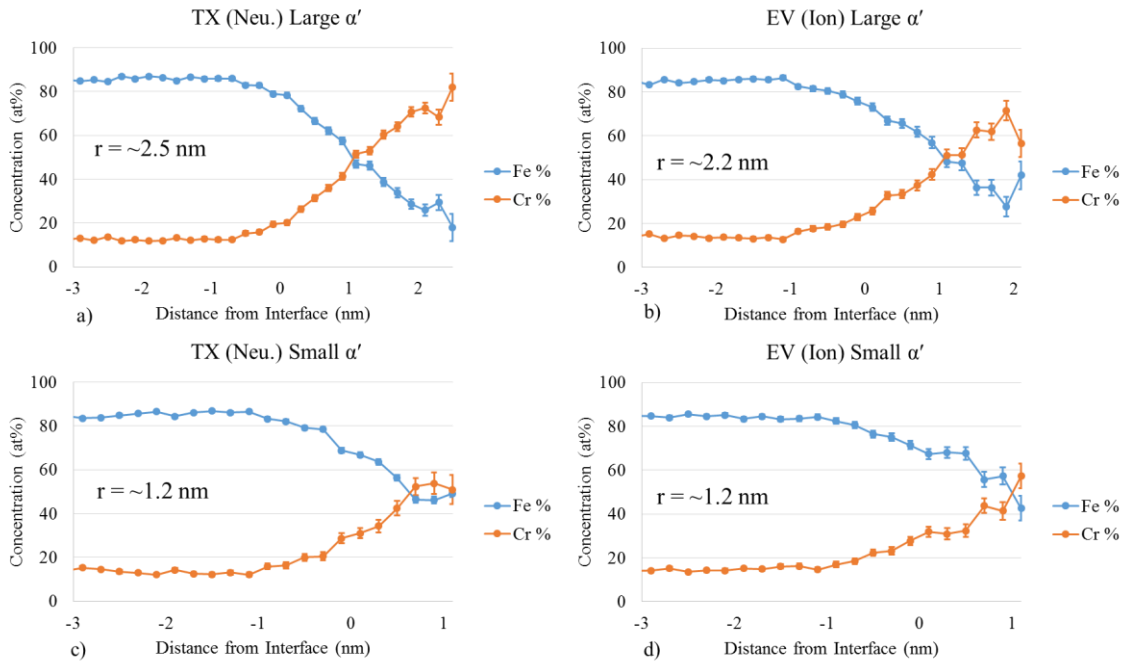 TX (Neu.) Large α′
Concentration (at%)
100
80
60
40
20
0
r = ~2.5 nm
Fe %
Cr %
-3
-2
-1
0
1
2
Distance from Interface (nm)
a)
EV (Ion) Large α′
Concentration (at%)
100
80
60
40
20
0
r = ~2.2 nm
Fe %
Cr %
-3
-2
-1
0
1
2
Distance from Interface (nm)
b)
TX (Neu.) Small α′
Concentration (at%)
100
80
60
40
20
0
r = ~1.2 nm
Fe %
Cr %
-3
-2
-1
0
1
Distance from Interface (nm)
c)
EV (Ion) Small α′
Concentration (at%)
100
80
60
40
20
0
r = ~1.2 nm
Fe %
Cr %
-3
-2
-1
0
1
Distance from Interface (nm)
d)